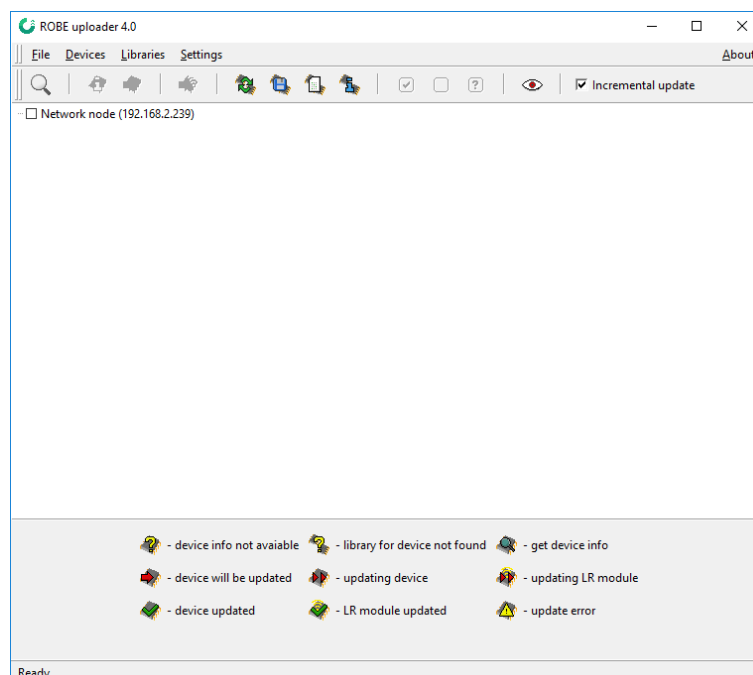 ROBE uploader 4.0
File Devices Libraries Settings About
Incremental update
Network node (192.168.2.239)
- device info not avaiable - library for device not found - get device info
- device will be updated - updating device - updating LR module
- device updated - LR module updated - update error
Ready